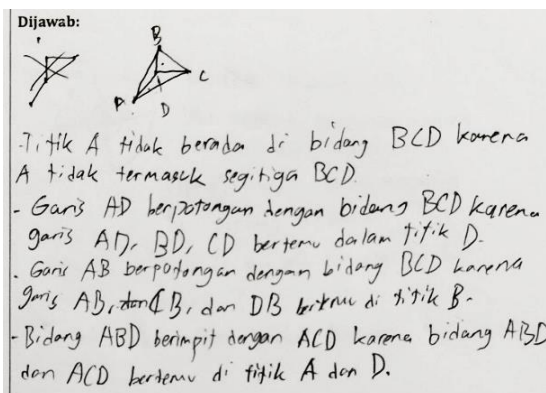 Dijawab:
B
C
A
D
- Titik A tidak berada di bidang BCD karena
A tidak termasuk segitiga BCD.
- Garis AD berpotongan dengan bidang BCD karena
garis AD, BD, CD bertemu dalam titik D.
- Garis AB berpotongan dengan bidang BCD karena
garis AB, CB, dan DB bertemu di titik B.
- Bidang ABD berimpit dengan ACD karena bidang ABD
dan ACD bertemu di titik A dan D.